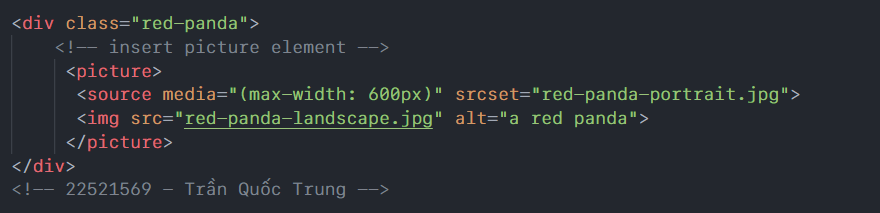 <div class="red-panda">
<!-- insert picture element -->
<picture>
<source media="(max-width: 600px)" srcset="red-panda-portrait.jpg">
<img src="red-panda-landscape.jpg" alt="a red panda">
</picture>
</div>
<!-- 22521569 - Trần Quốc Trung -->